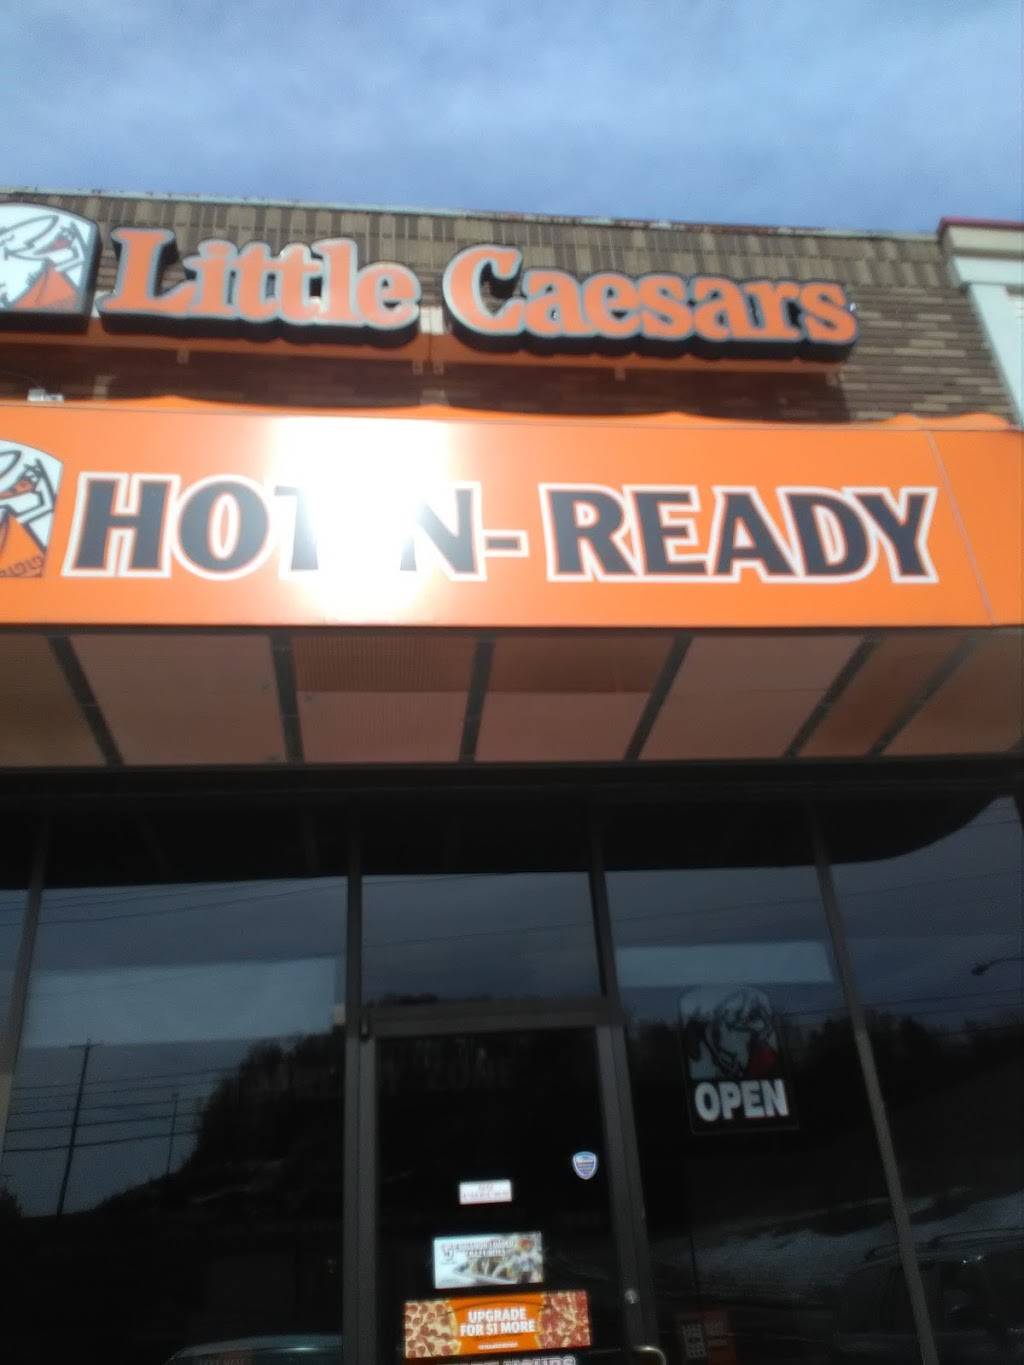 Little Caesars
HOT N-READY
OPEN
UPGRADE
FOR $1 MORE